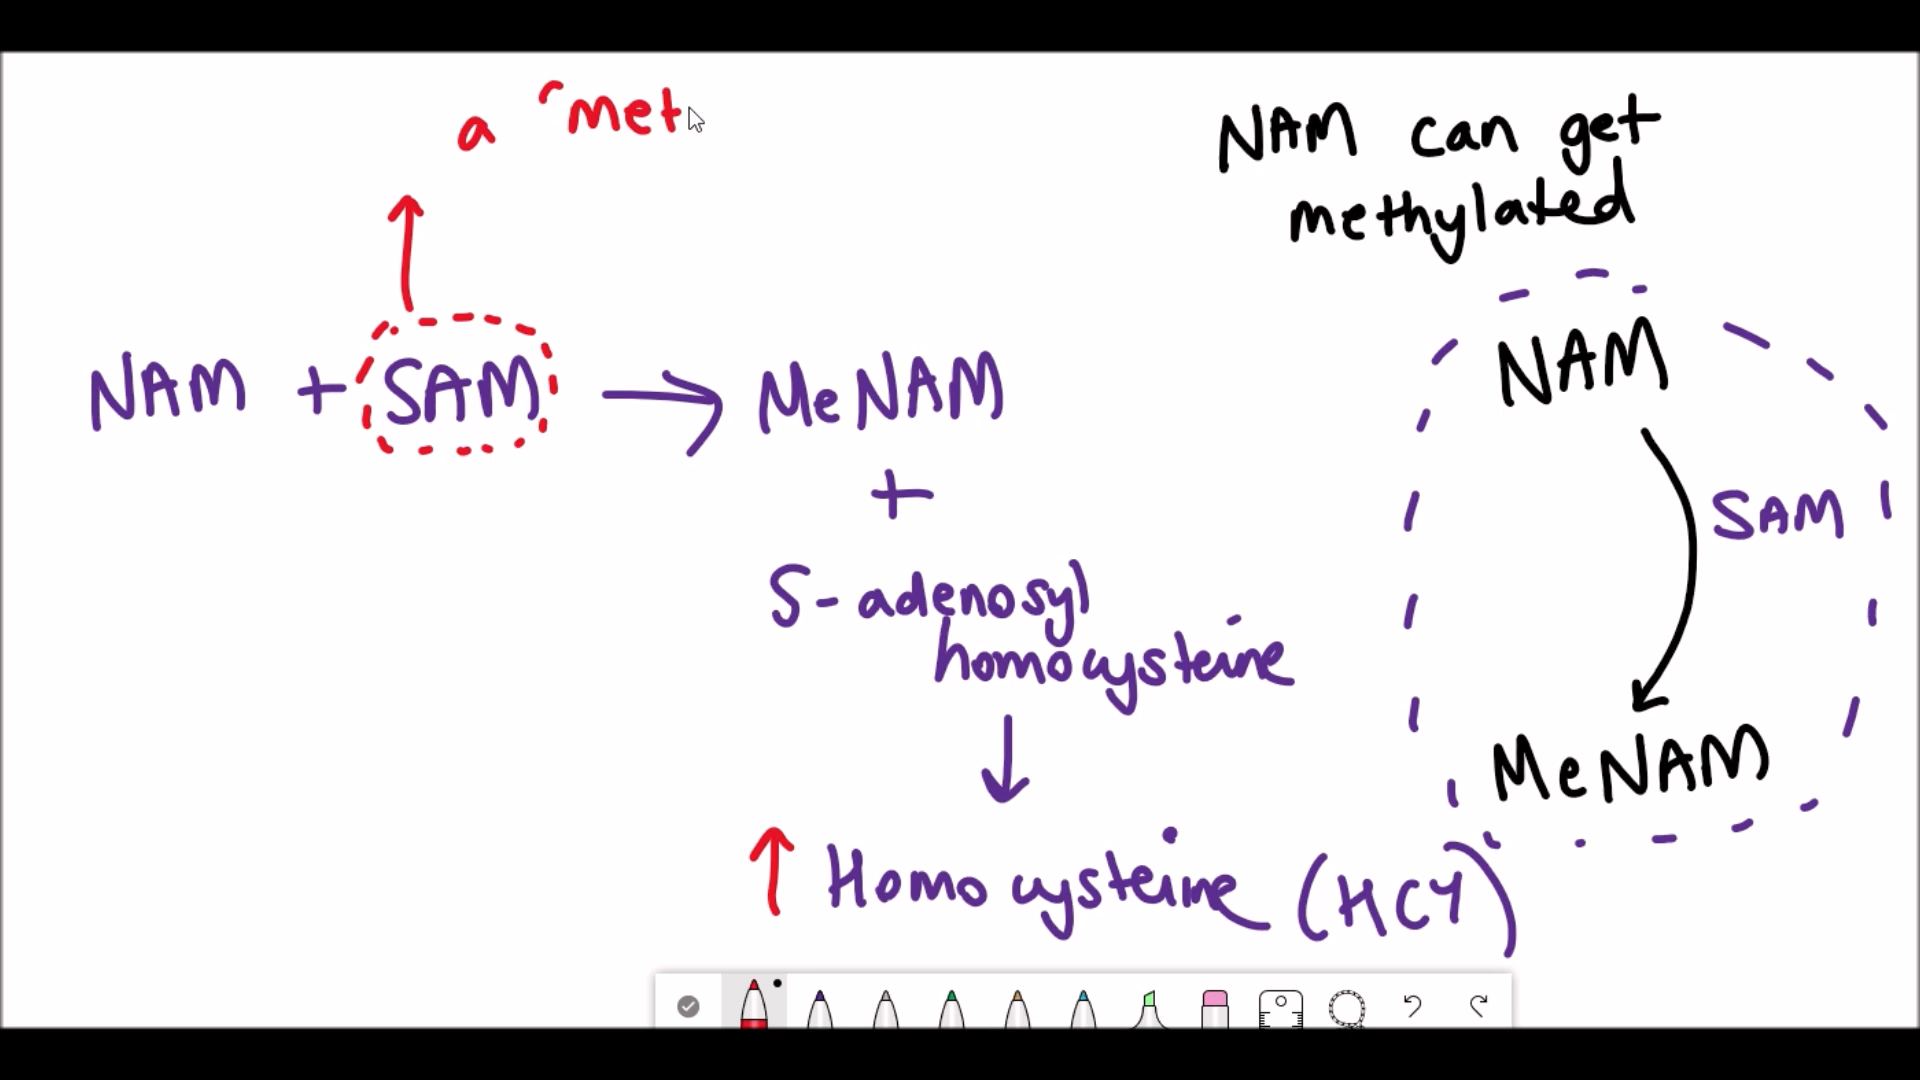 a "met
NAM + SAM → MeNAM
+
S-adenosyl
homocysteine
↓
↑ Homocysteine (HCY)
NAM can get
methylated
NAM
SAM
MeNAM